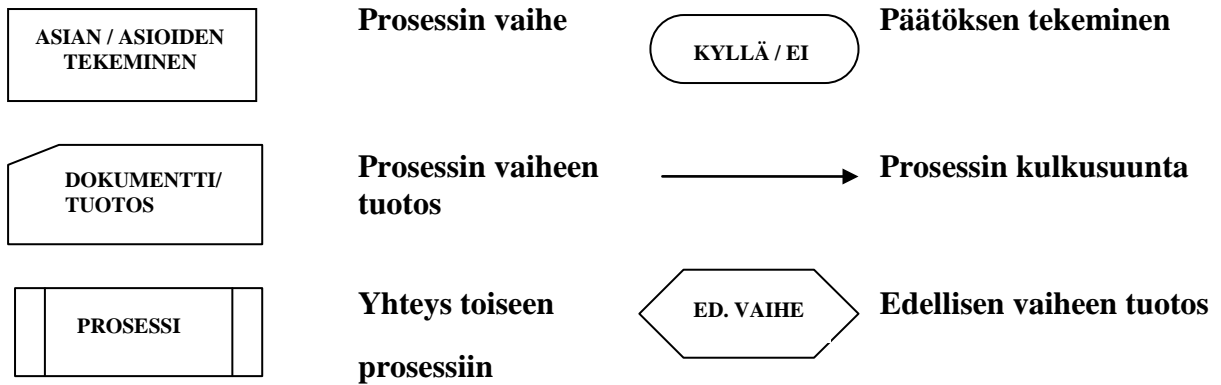 ASIAN / ASIOIDEN
TEKEMINEN
Prosessin vaihe
KYLLÄ / EI
Päätöksen tekeminen
DOKUMENTTI/
TUOTOS
Prosessin vaiheen
tuotos
Prosessin kulkusuunta
PROSESSI
Yhteys toiseen
prosessiin
ED. VAIHE
Edellisen vaiheen tuotos